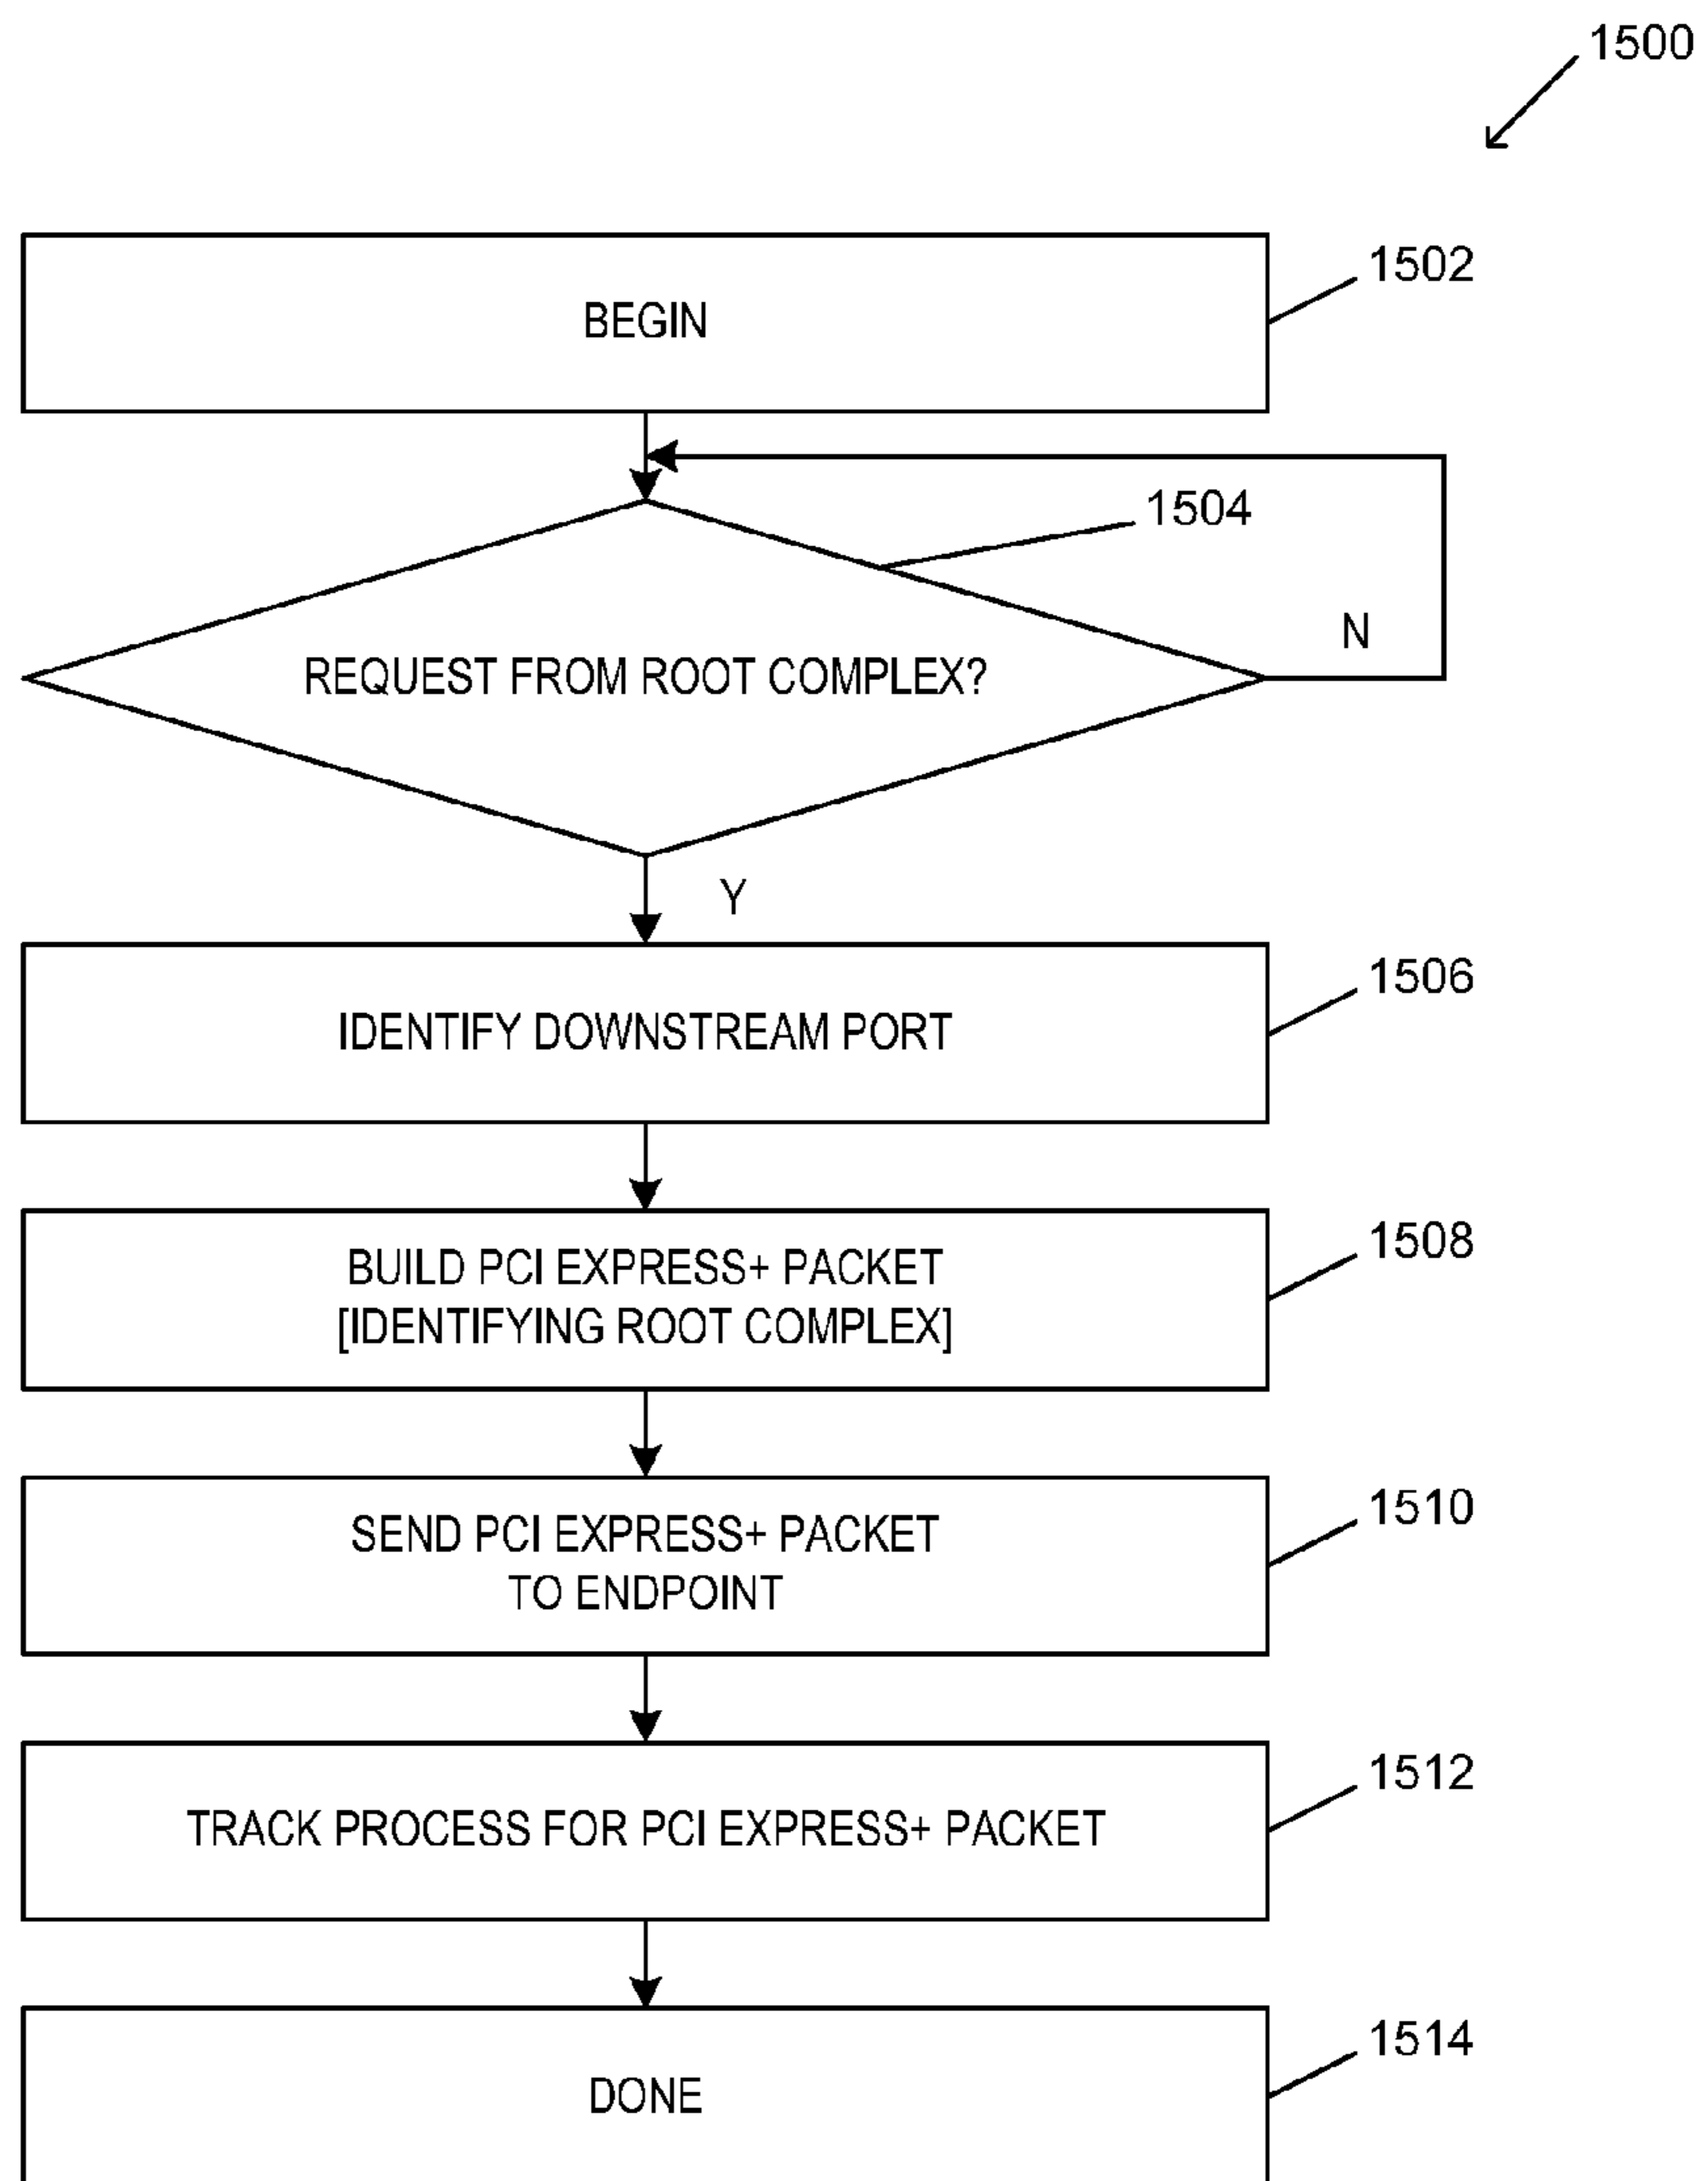 1500
BEGIN
1502
1504
REQUEST FROM ROOT COMPLEX?
N
Y
IDENTIFY DOWNSTREAM PORT
1506
BUILD PCI EXPRESS+ PACKET
[IDENTIFYING ROOT COMPLEX]
1508
SEND PCI EXPRESS+ PACKET
TO ENDPOINT
1510
TRACK PROCESS FOR PCI EXPRESS+ PACKET
1512
DONE
1514